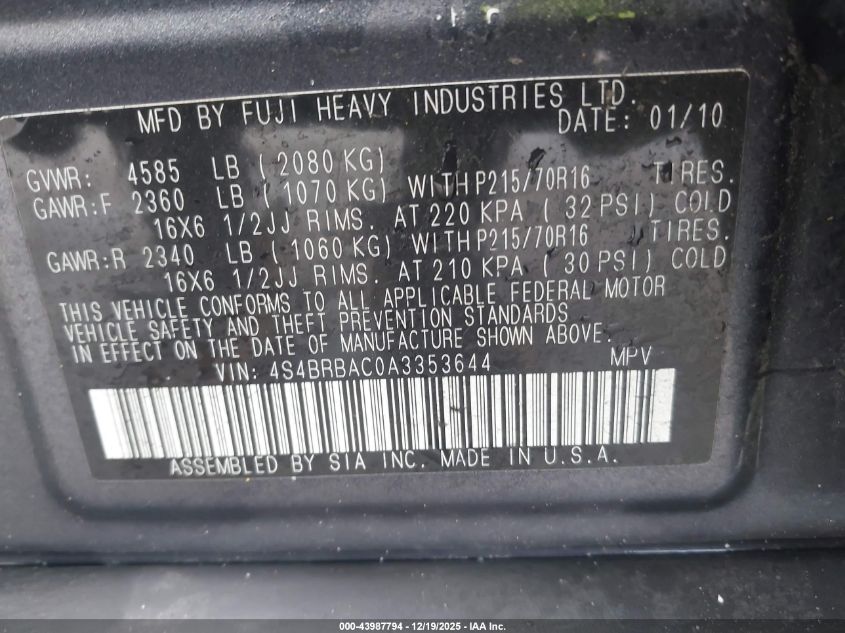 MFD BY FUJI HEAVY INDUSTRIES LTD.
DATE: 01/10
GVWR: 4585 LB (2080 KG)
GAWR:F 2360 LB (1070 KG) WITH P215/70R16 TIRES.
16X6 1/2JJ RIMS. AT 220 KPA (32 PSI) COLD
GAWR:R 2340 LB (1060 KG) WITH P215/70R16 TIRES.
16X6 1/2JJ RIMS. AT 210 KPA (30 PSI) COLD
THIS VEHICLE CONFORMS TO ALL APPLICABLE FEDERAL MOTOR
VEHICLE SAFETY AND THEFT PREVENTION STANDARDS
IN EFFECT ON THE DATE OF MANUFACTURE SHOWN ABOVE.
VIN: 4S4BRBAC0A3353644 MPV
ASSEMBLED BY SIA INC. MADE IN U.S.A.
000-43987794 - 12/19/2025 - IAA Inc.